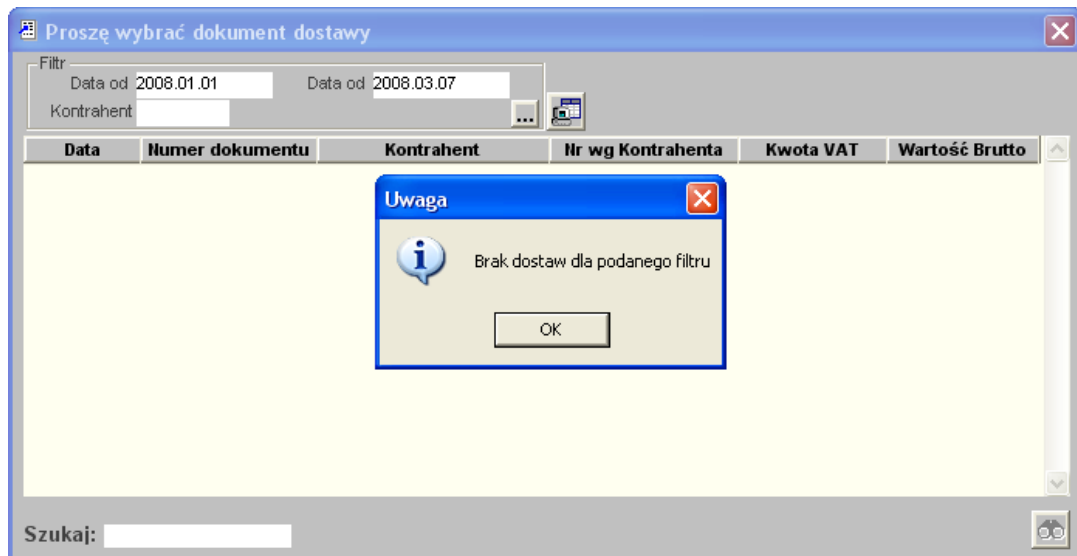 Proszę wybrać dokument dostawy
Filtr
Data od 2008.01.01 Data od 2008.03.07
Kontrahent ...
Data Numer dokumentu Kontrahent Nr wg Kontrahenta Kwota VAT Wartość Brutto
Uwaga
Brak dostaw dla podanego filtru
OK
Szukaj: